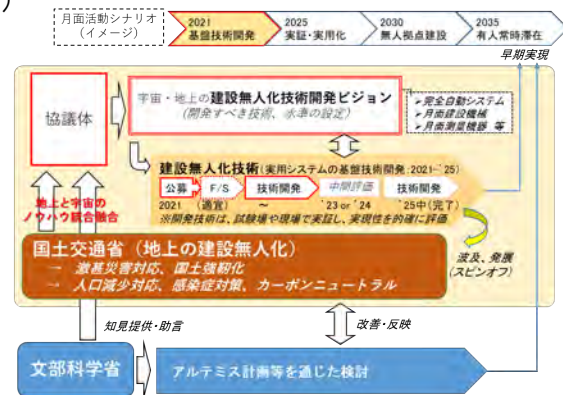 )
月面活動シナリオ
(イメージ)
2021
基盤技術開発
2025
実証・実用化
2030
無人拠点建設
2035
有人常時滞在
早期実現
協議体
宇宙・地上の建設無人化技術開発ビジョン
(開発すべき技術、水準の設定)
➢完全自動システム
➢月面建設機械
➢月面測量機器 等
建設無人化技術(実用システムの基盤技術開発:2021-`25)
公募
F/S
技術開発
中間評価
技術開発
2021 (適宜) ~ `23 or `24 `25中(完了)
※開発技術は、試験場や現場で実証し、実現性を的確に評価
地上と宇宙の
ノウハウ統合融合
国土交通省(地上の建設無人化)
→ 激甚災害対応、国土強靭化
→ 人口減少対応、感染症対策、カーボンニュートラル
波及、発展
(スピンオフ)
知見提供・助言
改善・反映
文部科学省
アルテミス計画等を通じた検討